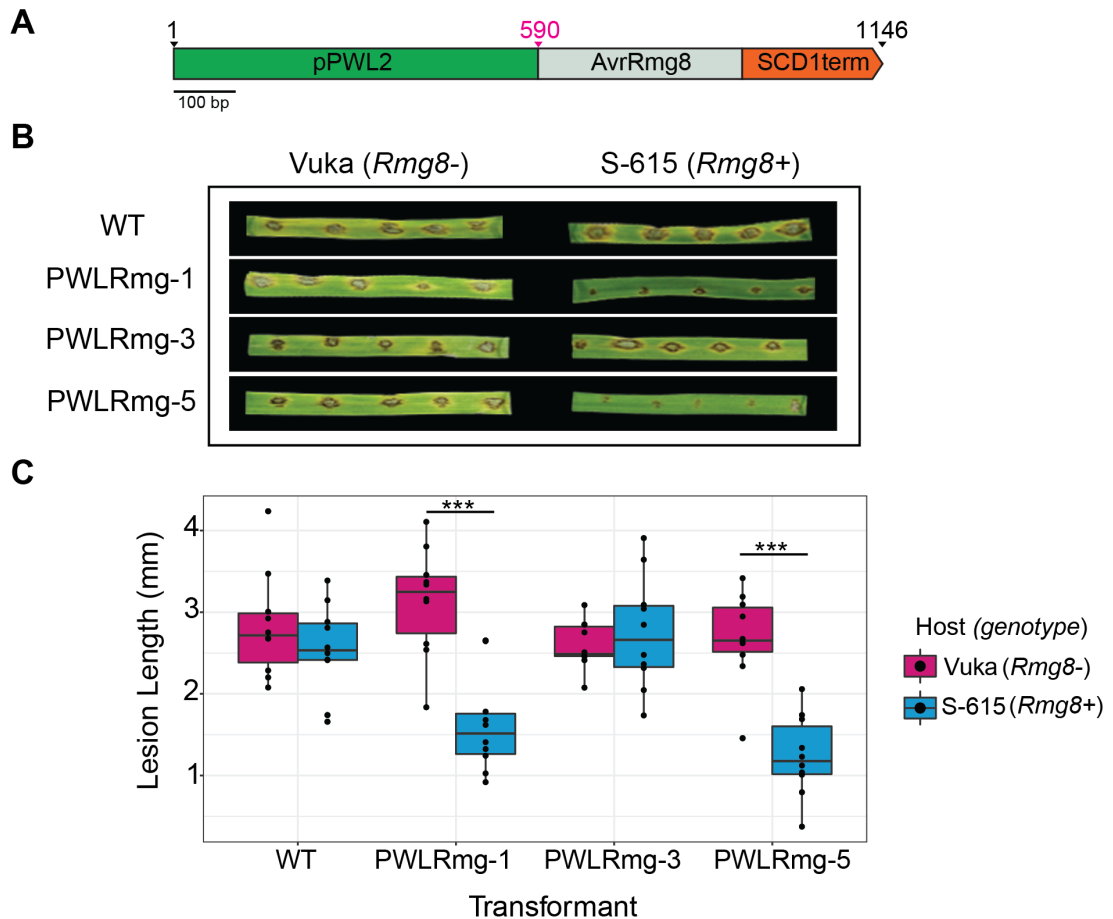 A
1 590 1146
pPWL2 AvrRmg8 SCD1term
100 bp
B
Vuka (Rmg8-) S-615 (Rmg8+)
WT
PWLRmg-1
PWLRmg-3
PWLRmg-5
C
*** ***
Lesion Length (mm)
4
3
2
1
WT PWLRmg-1 PWLRmg-3 PWLRmg-5
Transformant
Host (genotype)
Vuka (Rmg8-)
S-615 (Rmg8+)